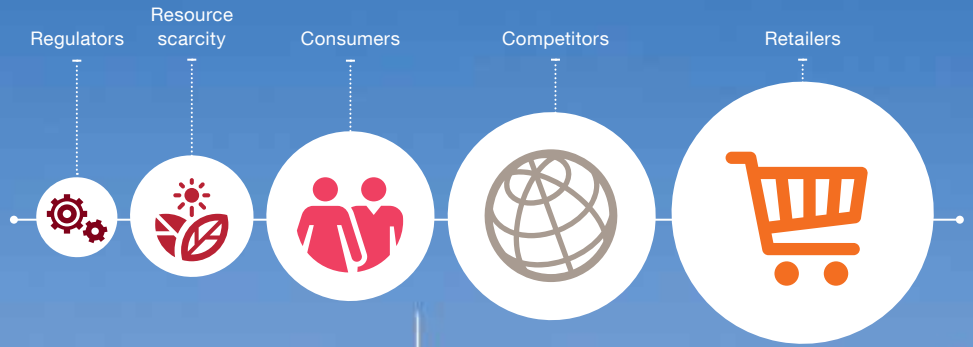 Regulators
Resource
scarcity
Consumers
Competitors
Retailers